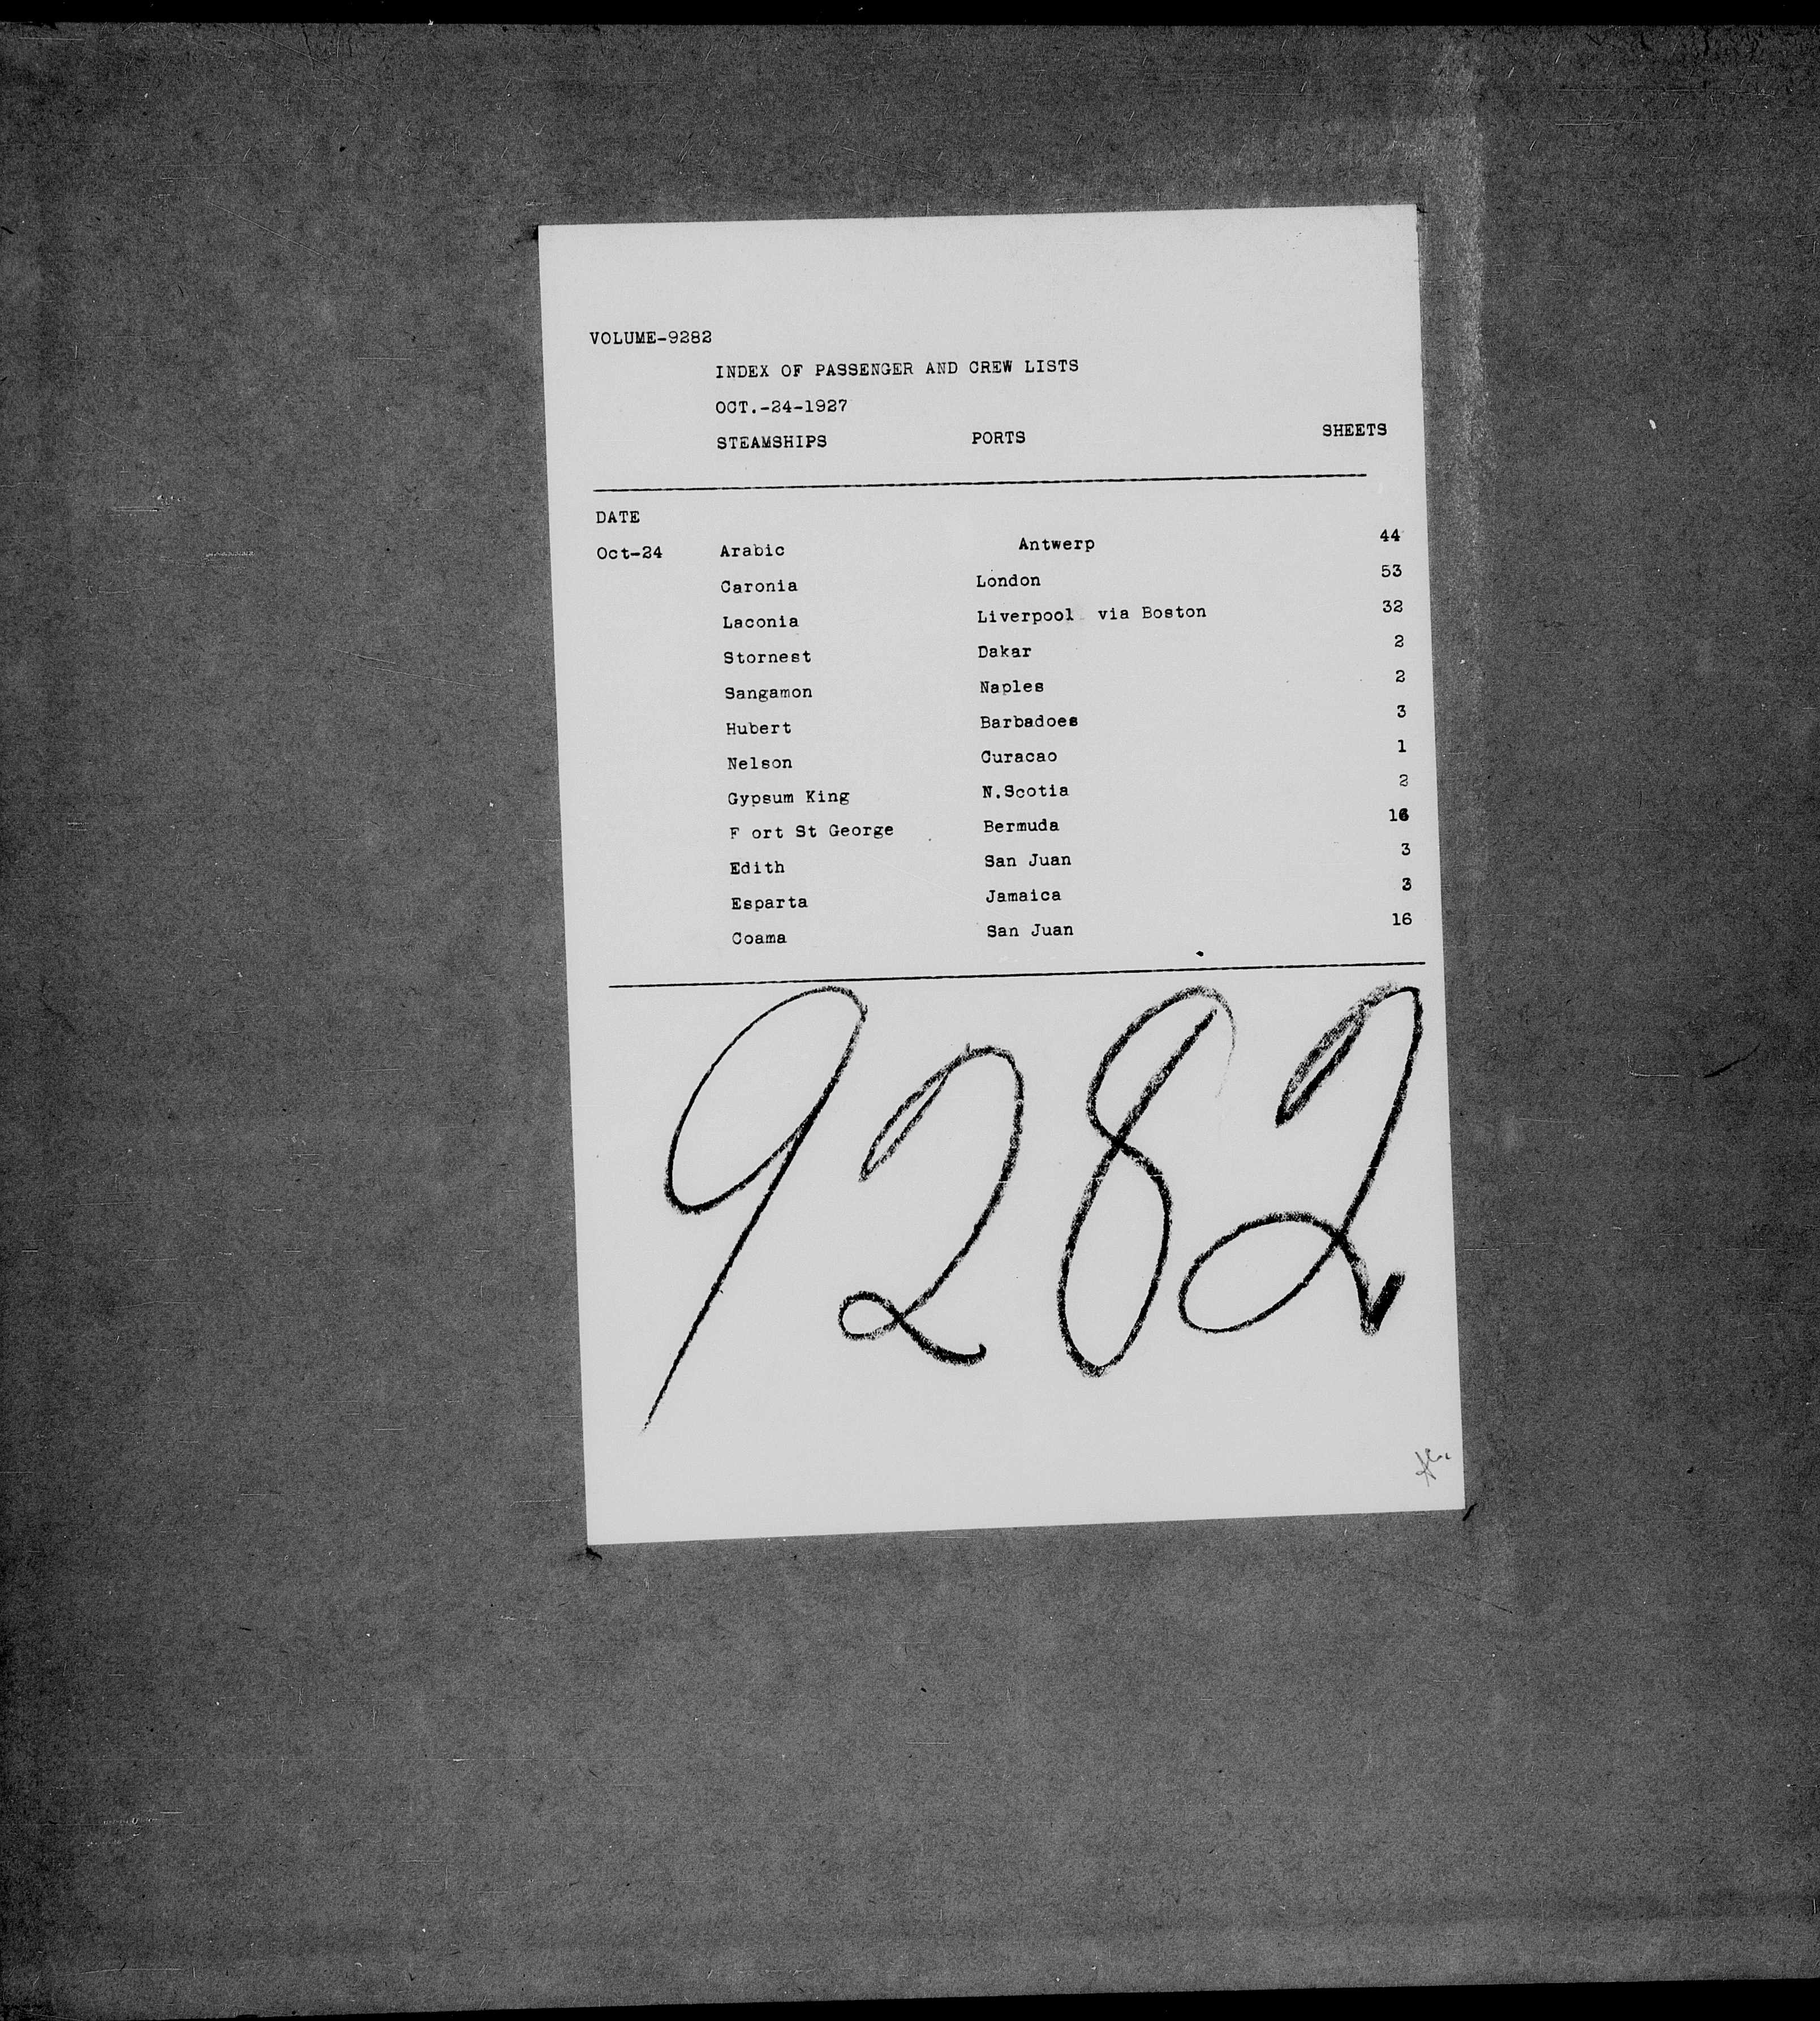 VOLUME-9282
INDEX OF PASSENGER AND CREW LISTS
OCT.-24-1927
STEAMSHIPS PORTS SHEETS
DATE
Oct-24 Arabic Antwerp 44
Caronia London 53
Laconia Liverpool via Boston 32
Stornest Dakar 2
Sangamon Naples 2
Hubert Barbadoes 3
Nelson Curacao 1
Gypsum King N.Scotia 2
F ort St George Bermuda 16
Edith San Juan 3
Esparta Jamaica 3
Coama San Juan 16
9282